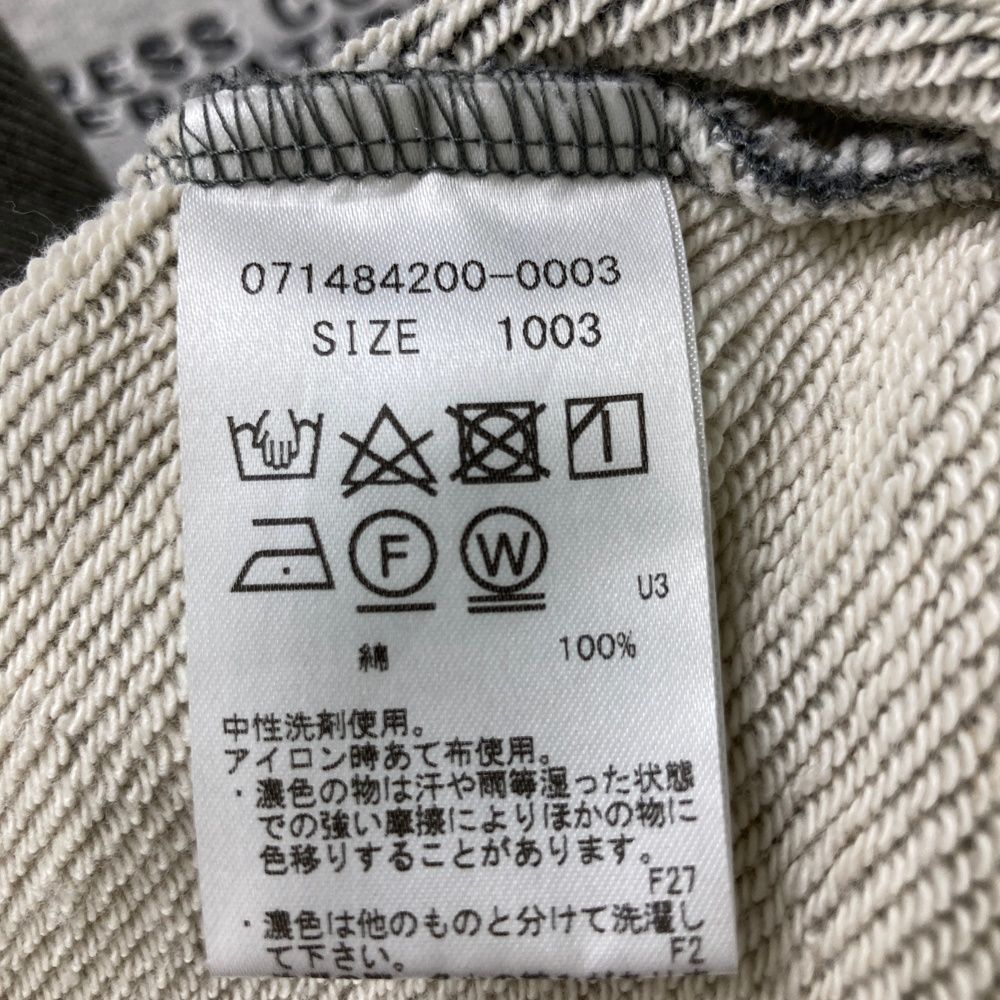 RESS CO
071484200-0003
SIZE 1003
F W
U3
綿 100%
中性洗剤使用。
アイロン時あて布使用。
・濃色の物は汗や雨等湿った状態
での強い摩擦によりほかの物に
色移りすることがあります。
F27
・濃色は他のものと分けて洗濯し
て下さい。
F2